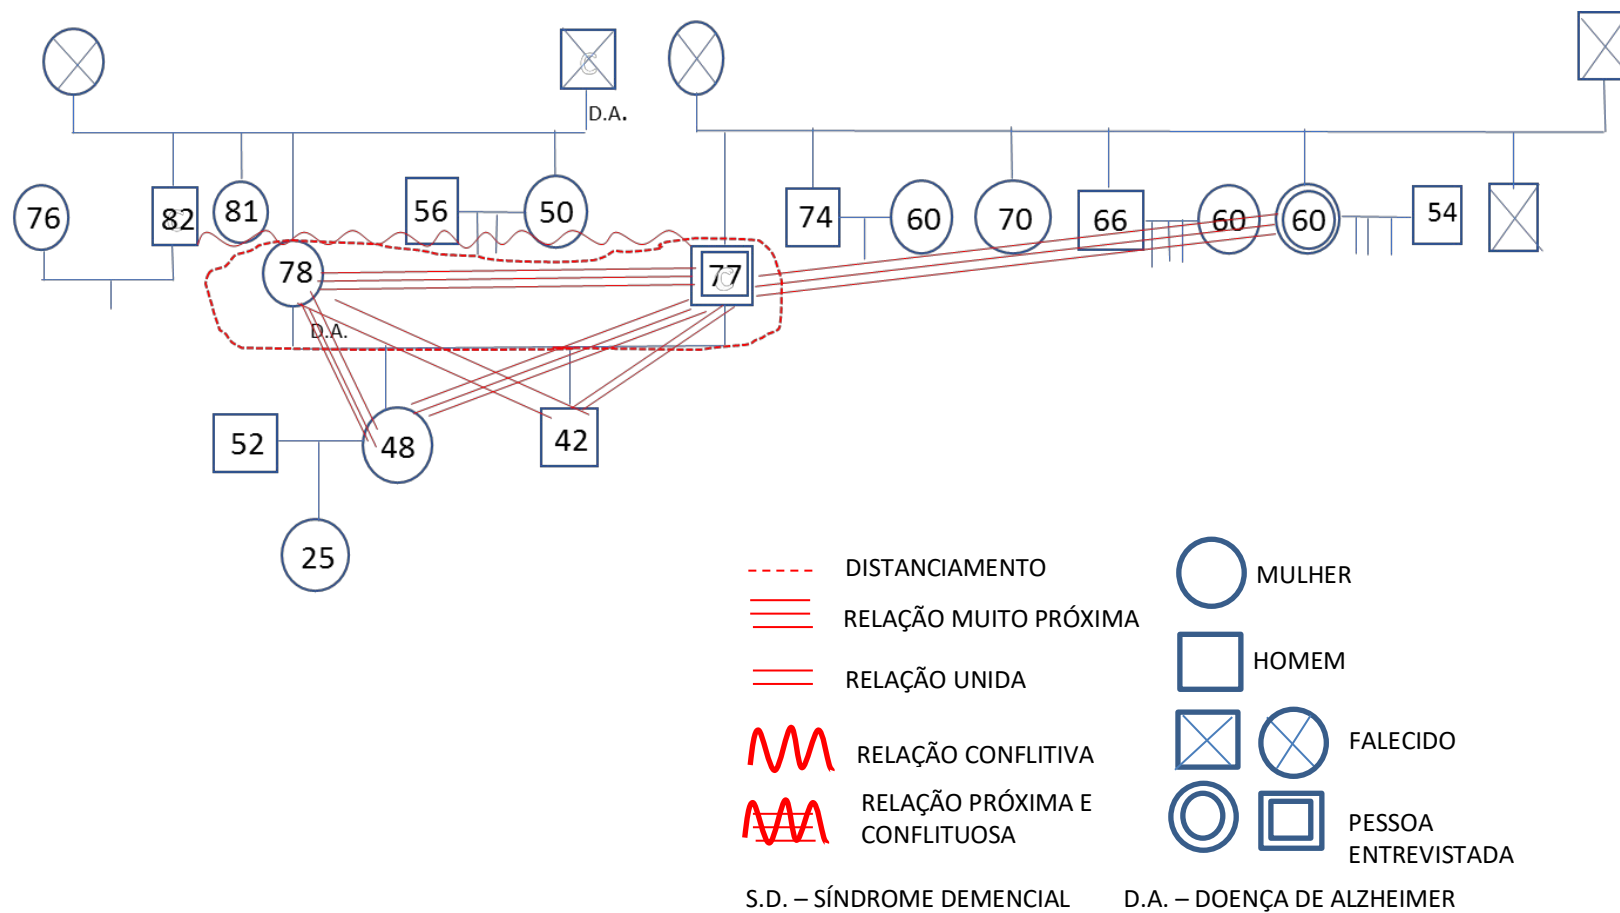 C
D.A.
76
82
C
81
56
50
74
60
70
66
60
60
54
78
77
C
D.A.
52
48
42
25
DISTANCIAMENTO
RELAÇÃO MUITO PRÓXIMA
RELAÇÃO UNIDA
RELAÇÃO CONFLITIVA
RELAÇÃO PRÓXIMA E
CONFLITUOSA
MULHER
HOMEM
FALECIDO
PESSOA
ENTREVISTADA
S.D. – SÍNDROME DEMENCIAL
D.A. – DOENÇA DE ALZHEIMER